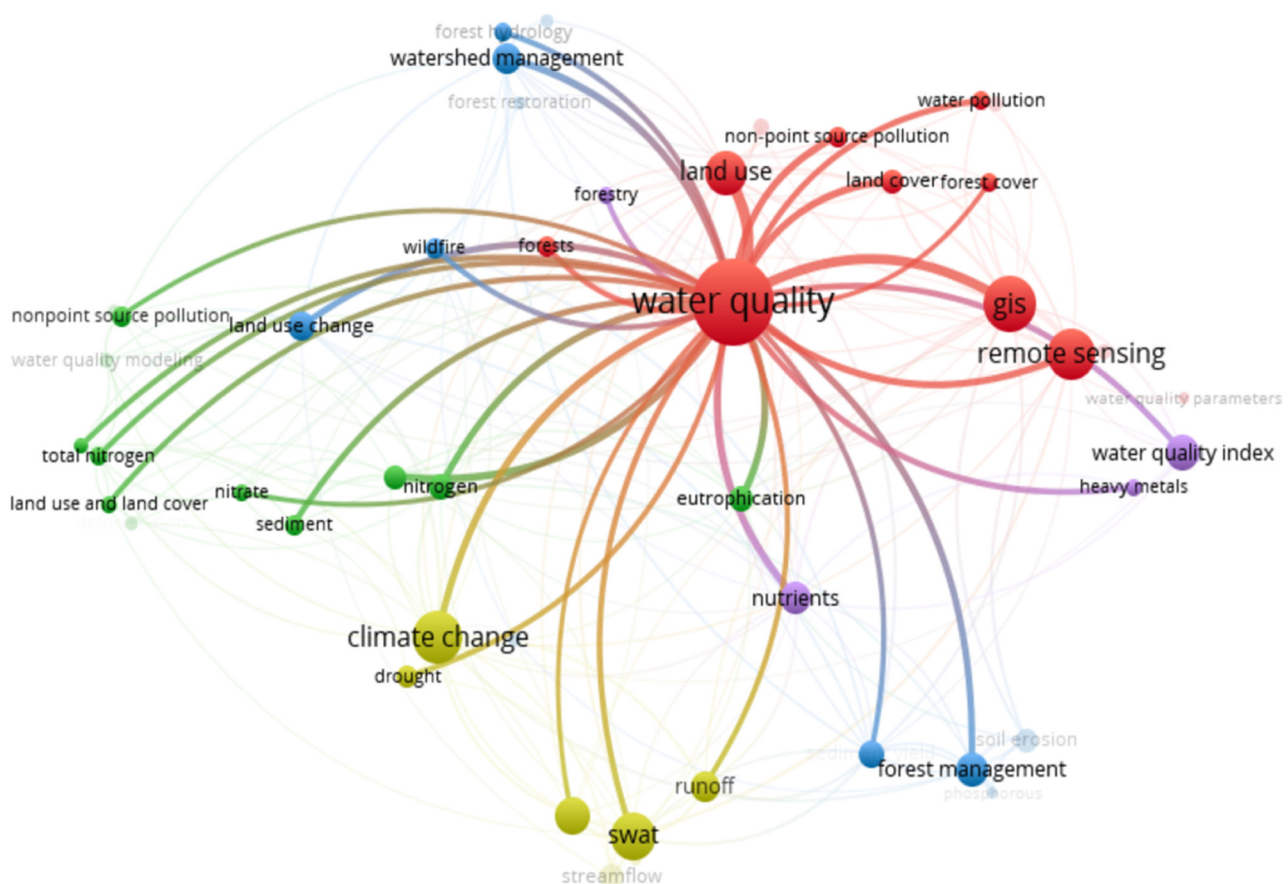 forest hydrology
watershed management
forest restoration
water pollution
non-point source pollution
land use
land cover
forest cover
forestry
wildfire
forests
water quality
gis
nonpoint source pollution
land use change
water quality modeling
remote sensing
water quality parameters
total nitrogen
water quality index
land use and land cover
nitrate
nitrogen
eutrophication
heavy metals
sediment
nutrients
climate change
drought
soil erosion
sediment yield
forest management
runoff
phosphorous
swat
streamflow